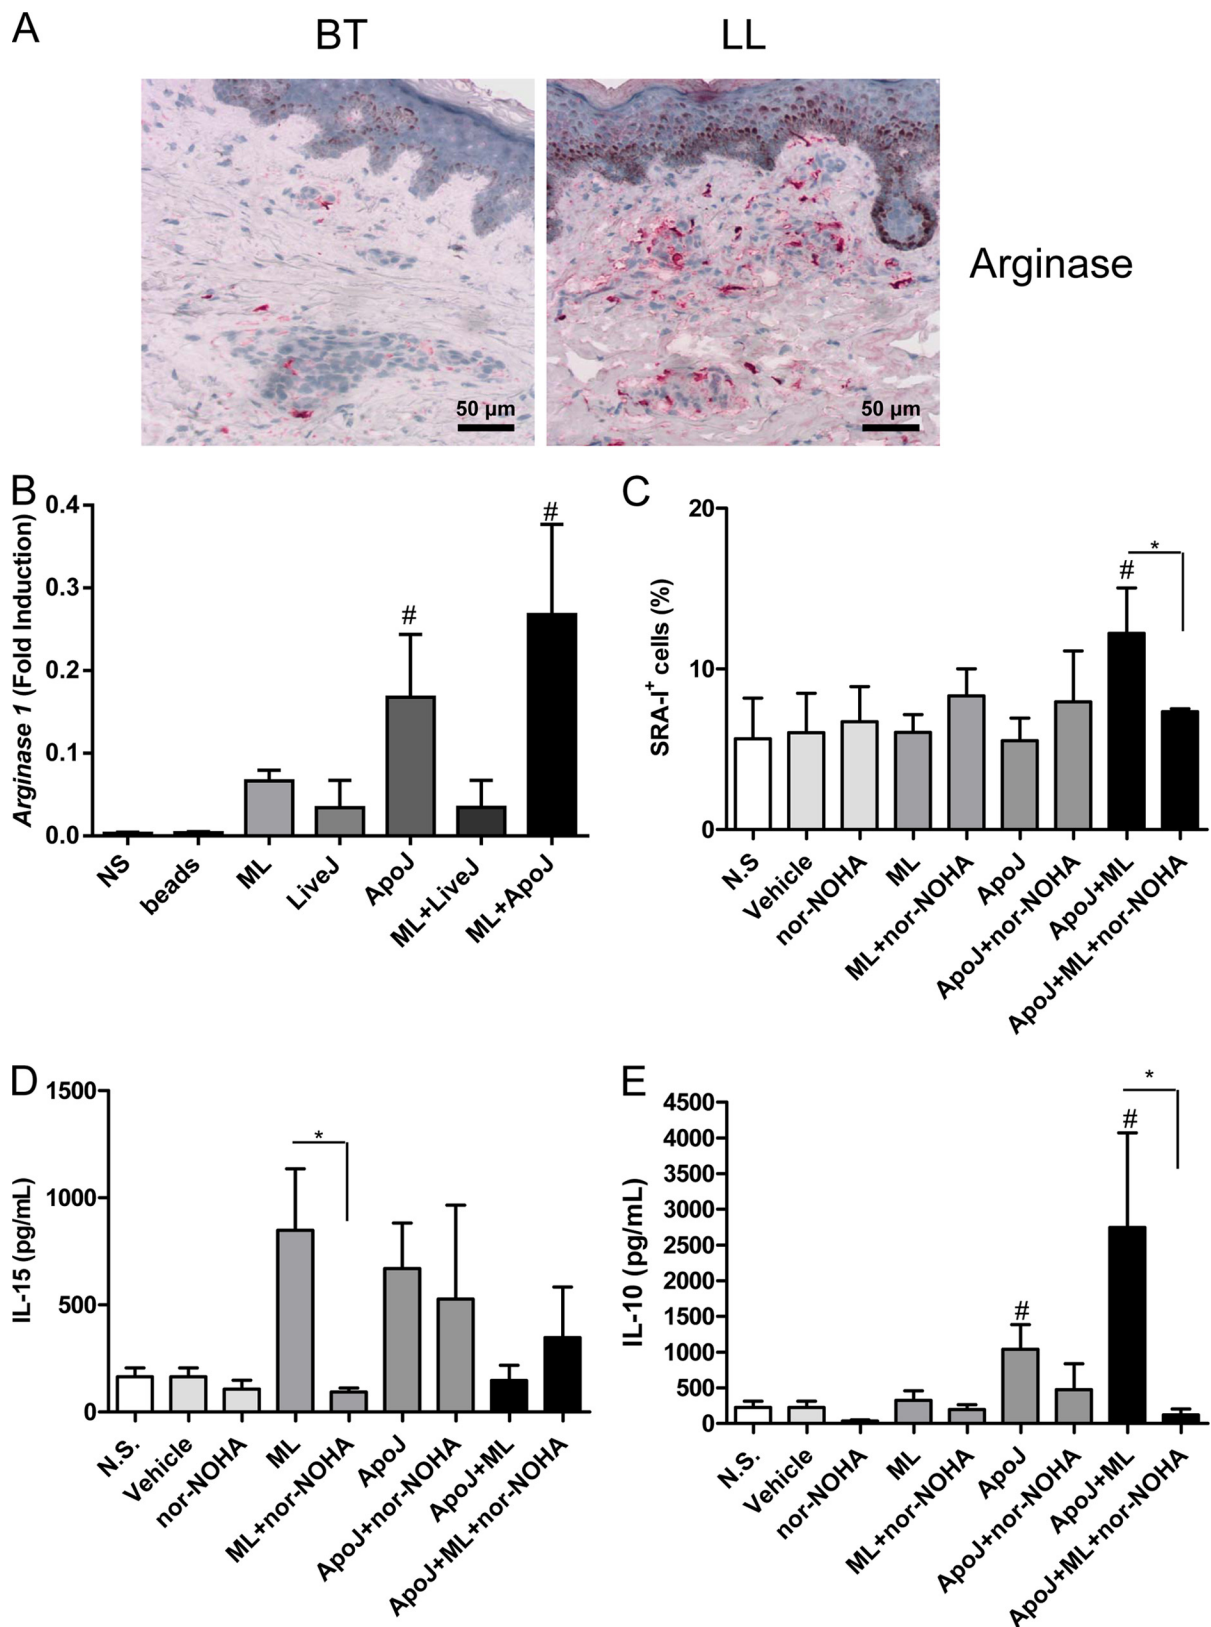 A
BT
LL
Arginase
50 µm
50 µm
B
Arginase 1 (Fold Induction)
0.4
0.3
0.2
0.1
0.0
#
#
NS
beads
ML
LiveJ
ApoJ
ML+LiveJ
ML+ApoJ
C
SRA-I+ cells (%)
20
10
0
#
*
N.S
Vehicle
nor-NOHA
ML
ML+nor-NOHA
ApoJ
ApoJ+nor-NOHA
ApoJ+ML
ApoJ+ML+nor-NOHA
D
IL-15 (pg/mL)
1500
1000
500
0
*
N.S.
Vehicle
nor-NOHA
ML
ML+nor-NOHA
ApoJ
ApoJ+nor-NOHA
ApoJ+ML
ApoJ+ML+nor-NOHA
E
IL-10 (pg/mL)
4500
4000
3500
3000
2500
2000
1500
1000
500
0
#
#
*
N.S.
Vehicle
nor-NOHA
ML
ML+nor-NOHA
ApoJ
ApoJ+nor-NOHA
ApoJ+ML
ApoJ+ML+nor-NOHA